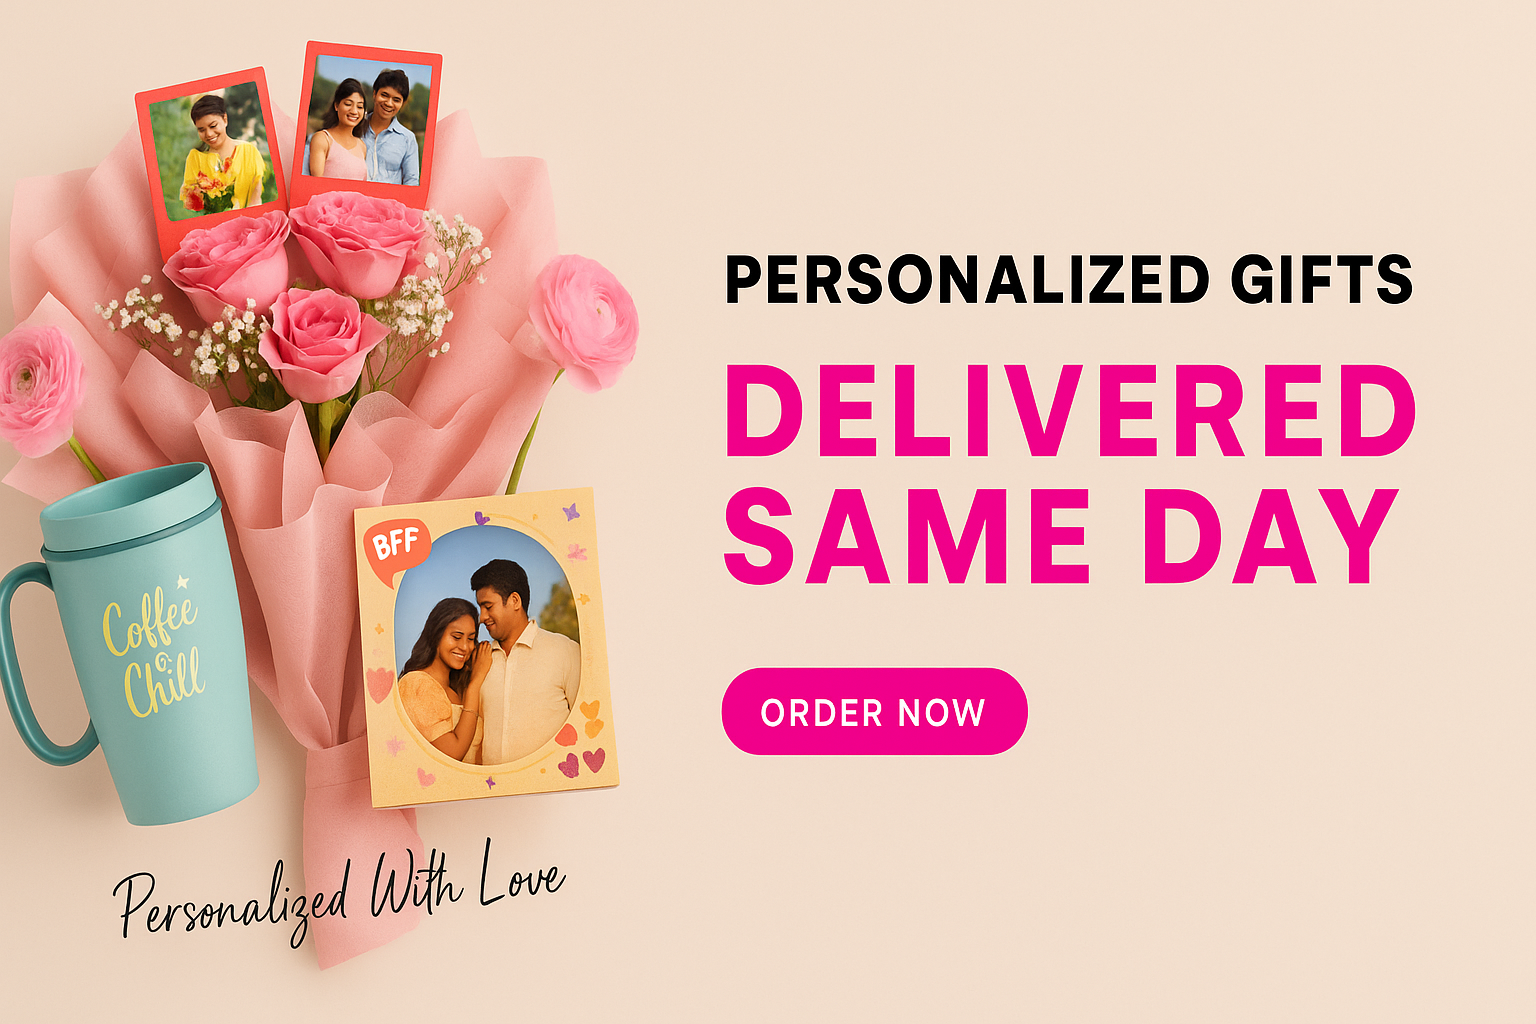 PERSONALIZED GIFTS
DELIVERED
SAME DAY
ORDER NOW
BFF
Coffee
Chill
Personalized With Love